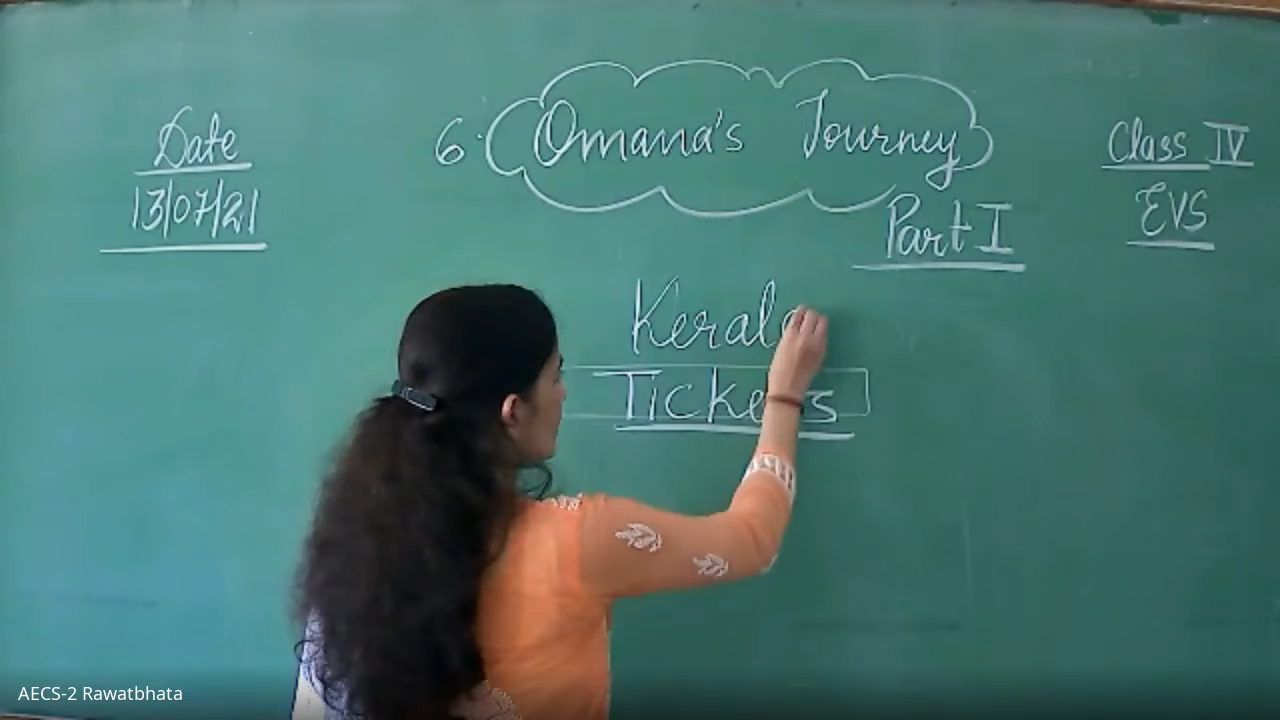 Date
13/07/21
6. Omana's Journey
Part I
Class IV
EVS
Kerala
Tickets
AECS-2 Rawatbhata